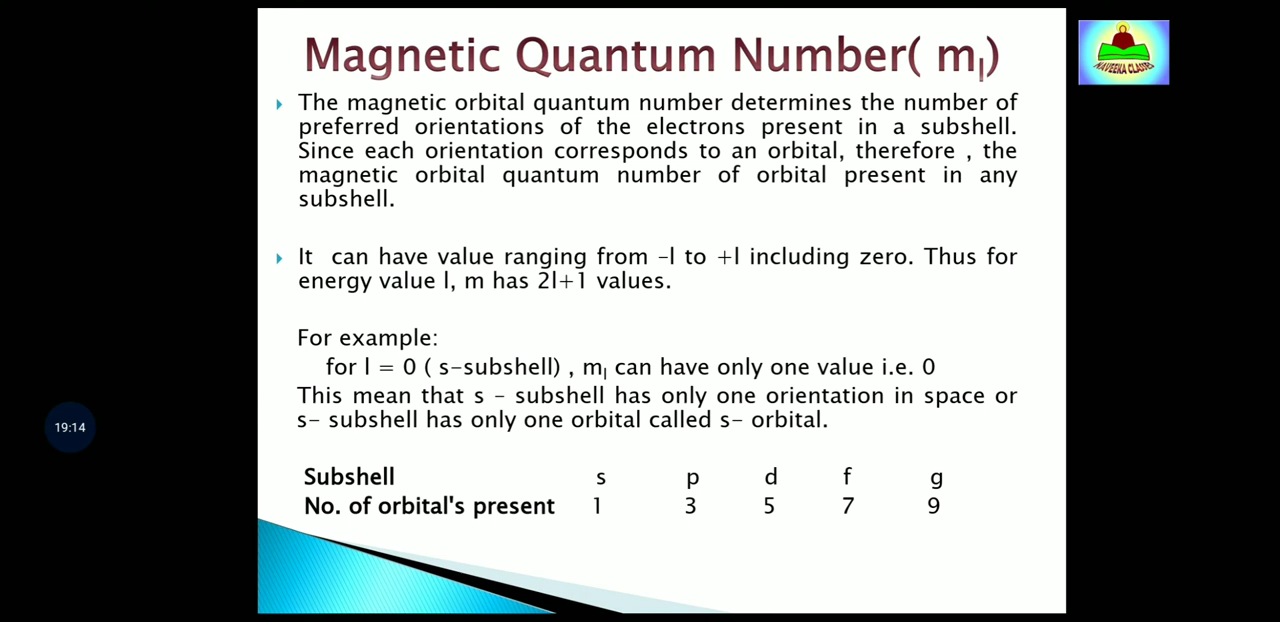 Magnetic Quantum Number( ml)
NAVEEKA CLASSES
The magnetic orbital quantum number determines the number of
preferred orientations of the electrons present in a subshell.
Since each orientation corresponds to an orbital, therefore , the
magnetic orbital quantum number of orbital present in any
subshell.
It can have value ranging from –l to +l including zero. Thus for
energy value l, m has 2l+1 values.
For example:
for l = 0 ( s-subshell) , ml can have only one value i.e. 0
This mean that s – subshell has only one orientation in space or
s- subshell has only one orbital called s- orbital.
19:14
Subshell s p d f g
No. of orbital's present 1 3 5 7 9